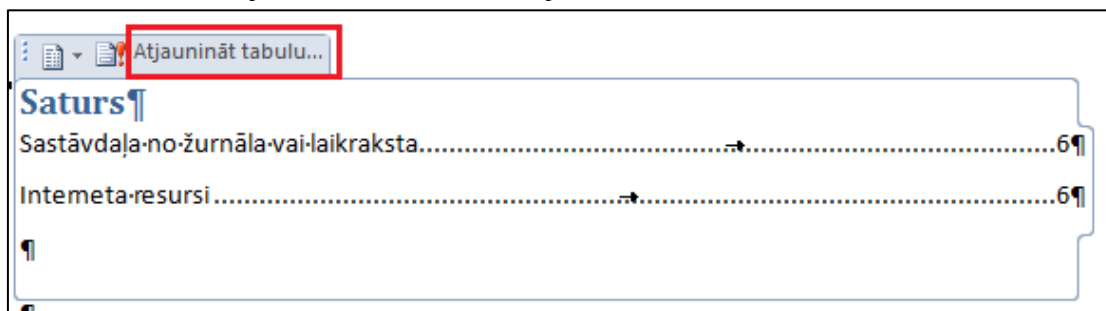 Atjaunināt tabulu...
Saturs¶
Sastāvdaļa·no·žurnāla·vai·laikraksta.......................................→.........................................6¶
Interneta·resursi......................................................→.......................................................6¶
¶
¶